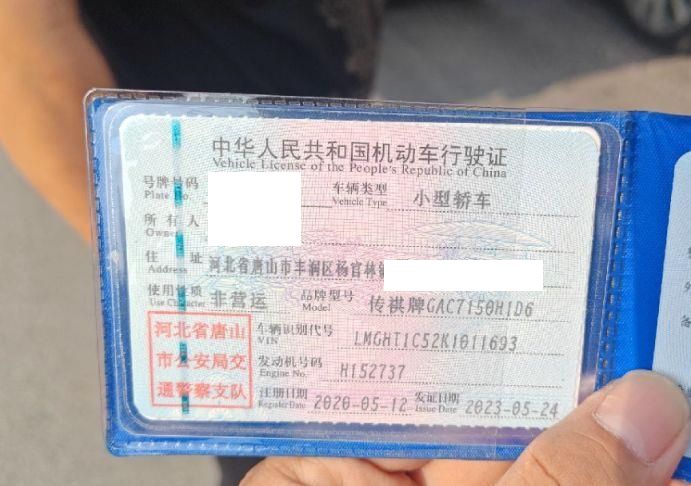 中华人民共和国机动车行驶证
Vehicle License of the People's Republic of China
号牌号码 车辆类型 小型轿车
Plate No. Vehicle Type
所有人
Owner
住址 河北省唐山市丰润区杨官林
Address
使用性质 非营运 品牌型号 传祺牌GAC7150H1D6
Use Character Model
河北省唐山
市公安局交
通警察支队
车辆识别代号 LMGHT1C52K1011693
VIN
发动机号码 H152737
Engine No.
注册日期 2020-05-12 发证日期 2023-05-24
Register Date Issue Date